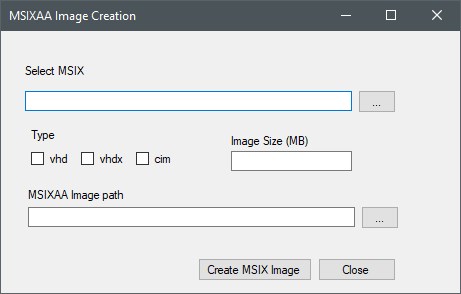 MSIXAA Image Creation
Select MSIX
...
Type
vhd vhdx cim
Image Size (MB)
MSIXAA Image path
...
Create MSIX Image Close